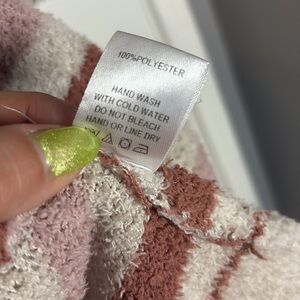 100%POLYESTER
HAND WASH
WITH COLD WATER
DO NOT BLEACH
HAND OR LINE DRY